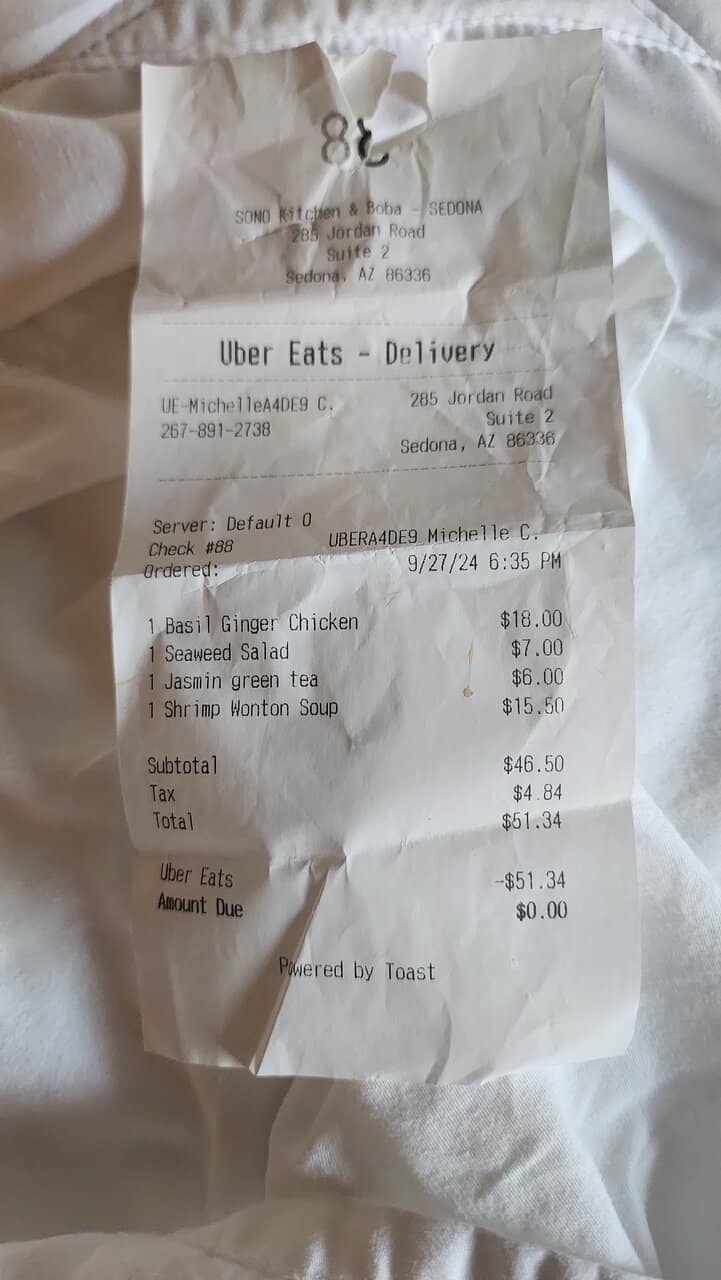 88
SONO Kitchen & Boba - SEDONA
285 Jordan Road
Suite 2
Sedona, AZ 86336
Uber Eats - Delivery
UE-MichelleA4DE9 C.
267-891-2738
285 Jordan Road
Suite 2
Sedona, AZ 86336
Server: Default O
Check #88 UBERA4DE9 Michelle C.
Ordered: 9/27/24 6:35 PM
1 Basil Ginger Chicken $18.00
1 Seaweed Salad $7.00
1 Jasmin green tea $6.00
1 Shrimp Wonton Soup $15.50
Subtotal $46.50
Tax $4.84
Total $51.34
Uber Eats -$51.34
Amount Due $0.00
Powered by Toast